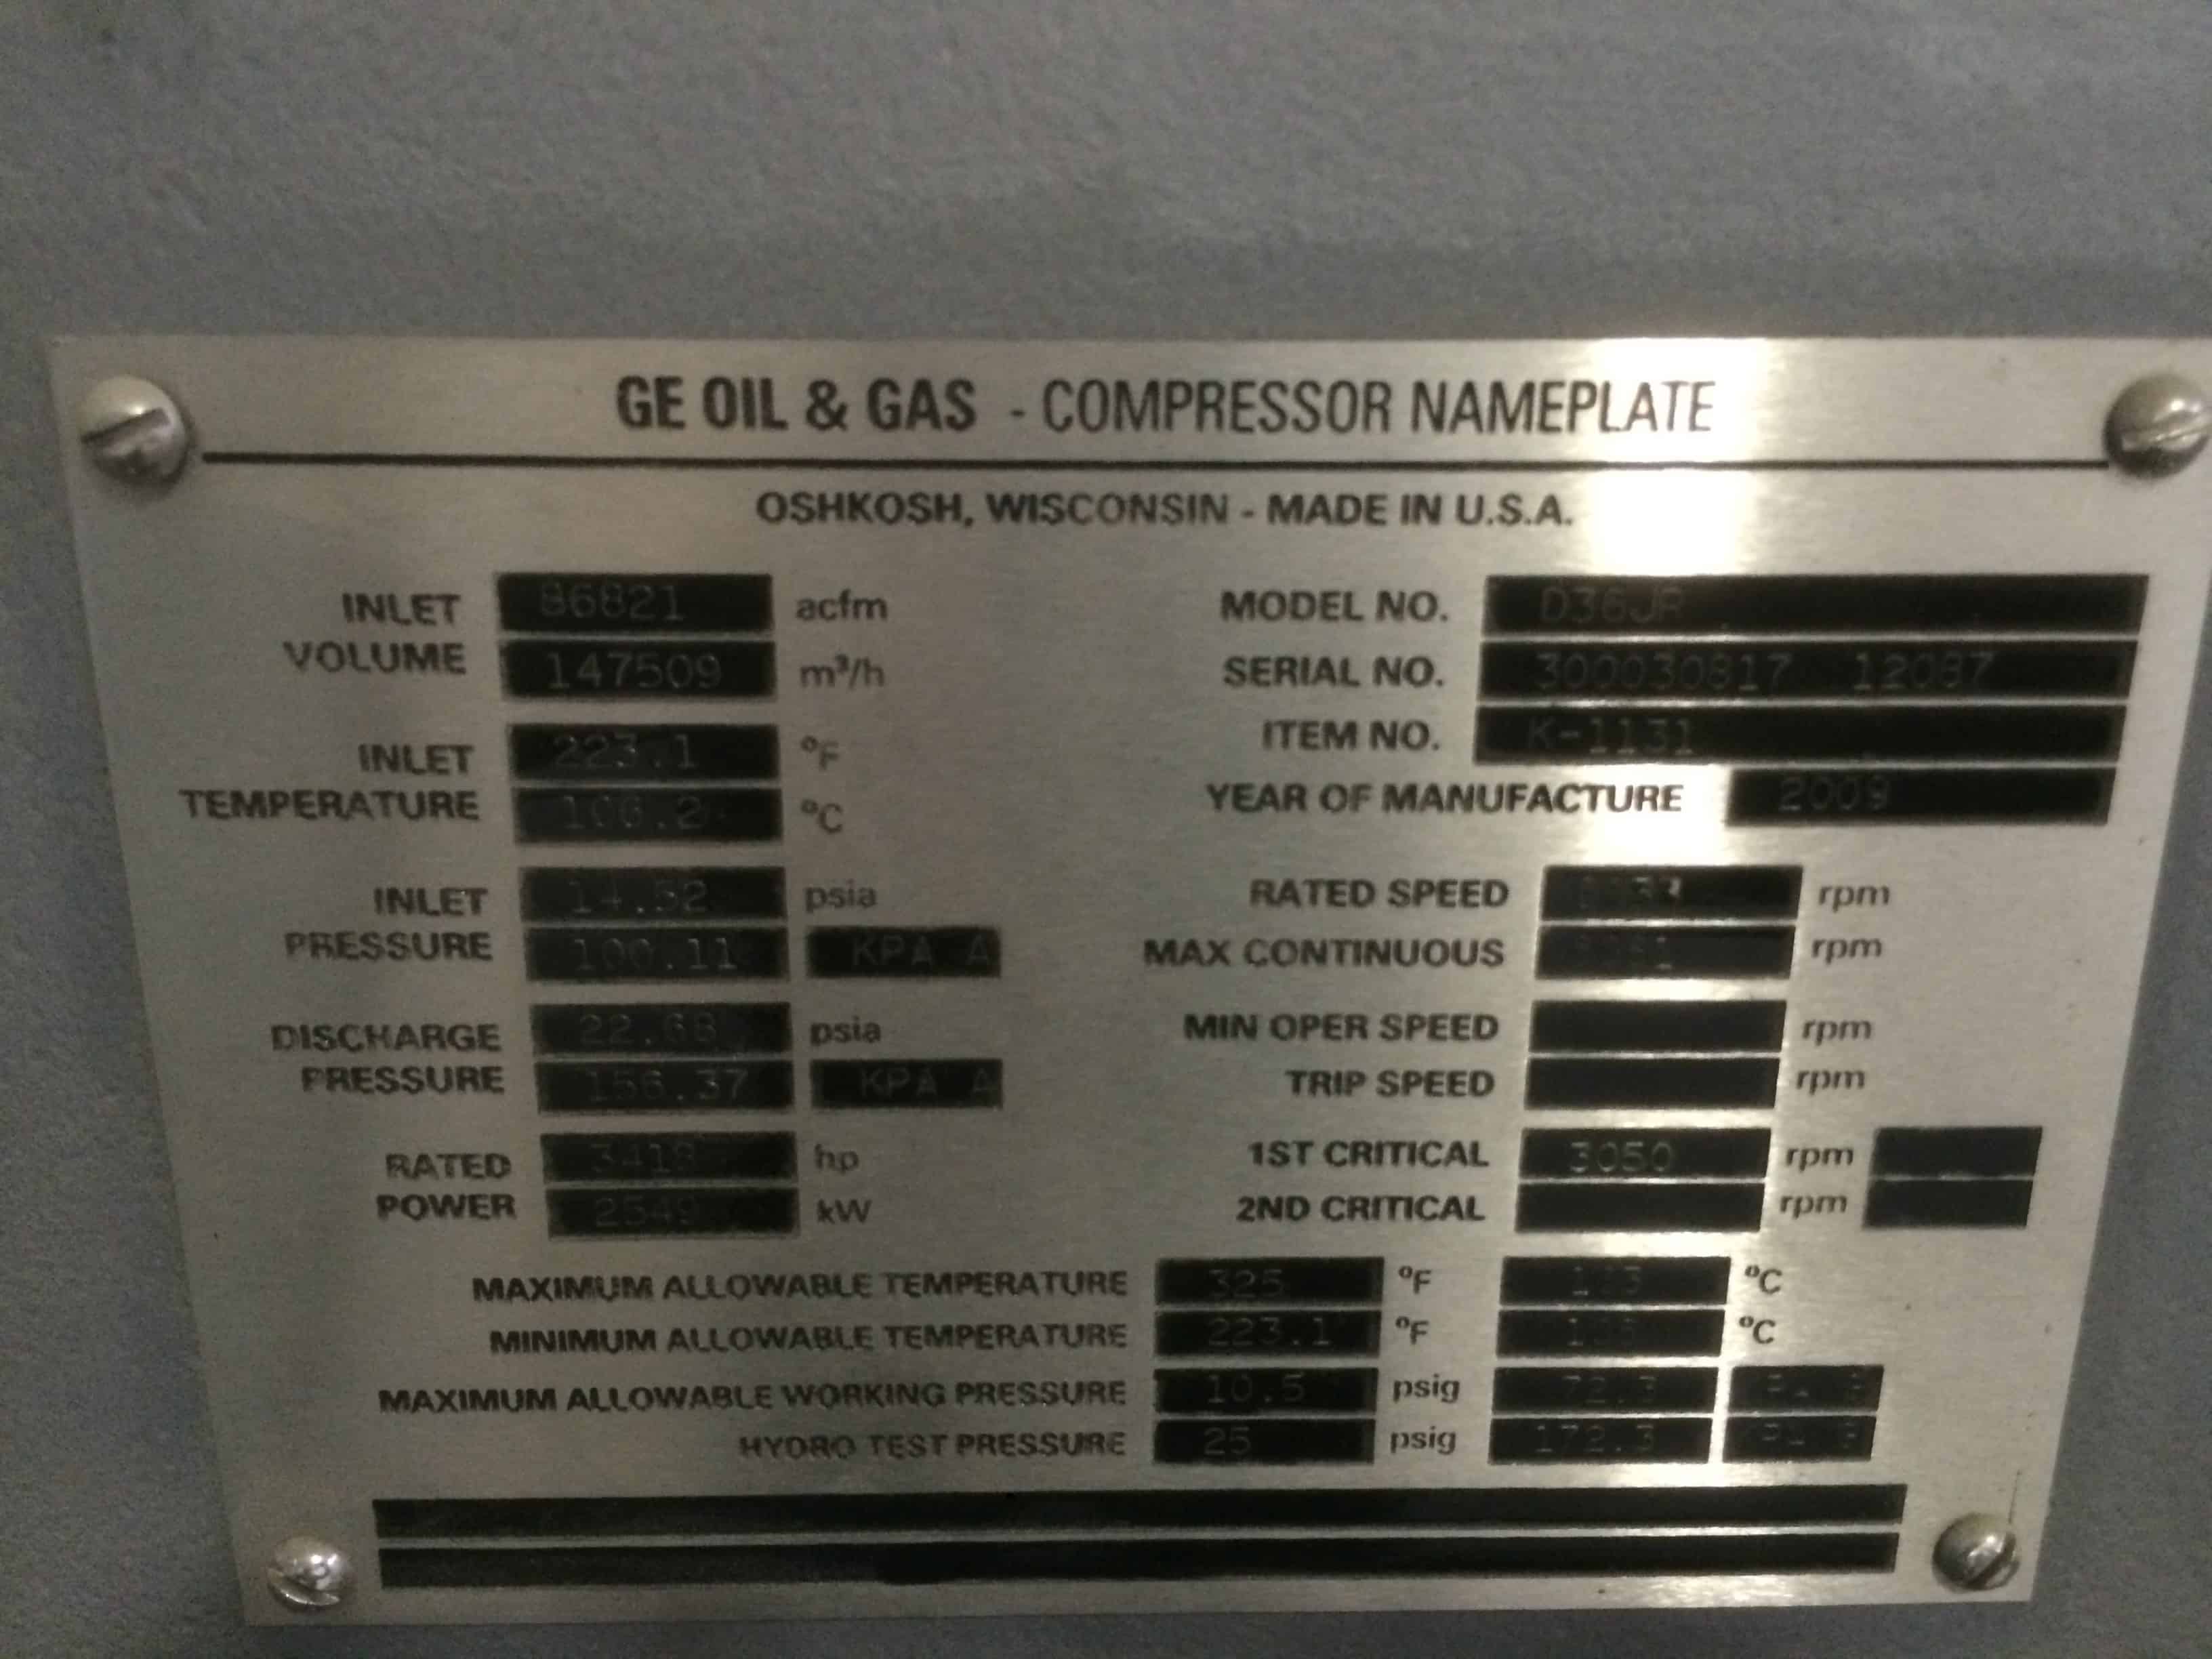 GE OIL & GAS - COMPRESSOR NAMEPLATE
OSHKOSH, WISCONSIN - MADE IN U.S.A.
INLET VOLUME 86821 acfm
147509 m³/h
INLET TEMPERATURE 223.1 °F
106.2 °C
INLET PRESSURE 14.52 psia
100.11 KPA A
DISCHARGE PRESSURE 22.68 psia
156.37 KPA A
RATED POWER 3419 hp
2549 kW
MODEL NO. D36JR
SERIAL NO. 300030817 12087
ITEM NO. K-1131
YEAR OF MANUFACTURE 2009
RATED SPEED rpm
MAX CONTINUOUS rpm
MIN OPER SPEED rpm
TRIP SPEED rpm
1ST CRITICAL 3050 rpm
2ND CRITICAL rpm
MAXIMUM ALLOWABLE TEMPERATURE 325 °F °C
MINIMUM ALLOWABLE TEMPERATURE 223.1 °F °C
MAXIMUM ALLOWABLE WORKING PRESSURE 10.5 psig 72.3
HYDRO TEST PRESSURE 25 psig 172.3